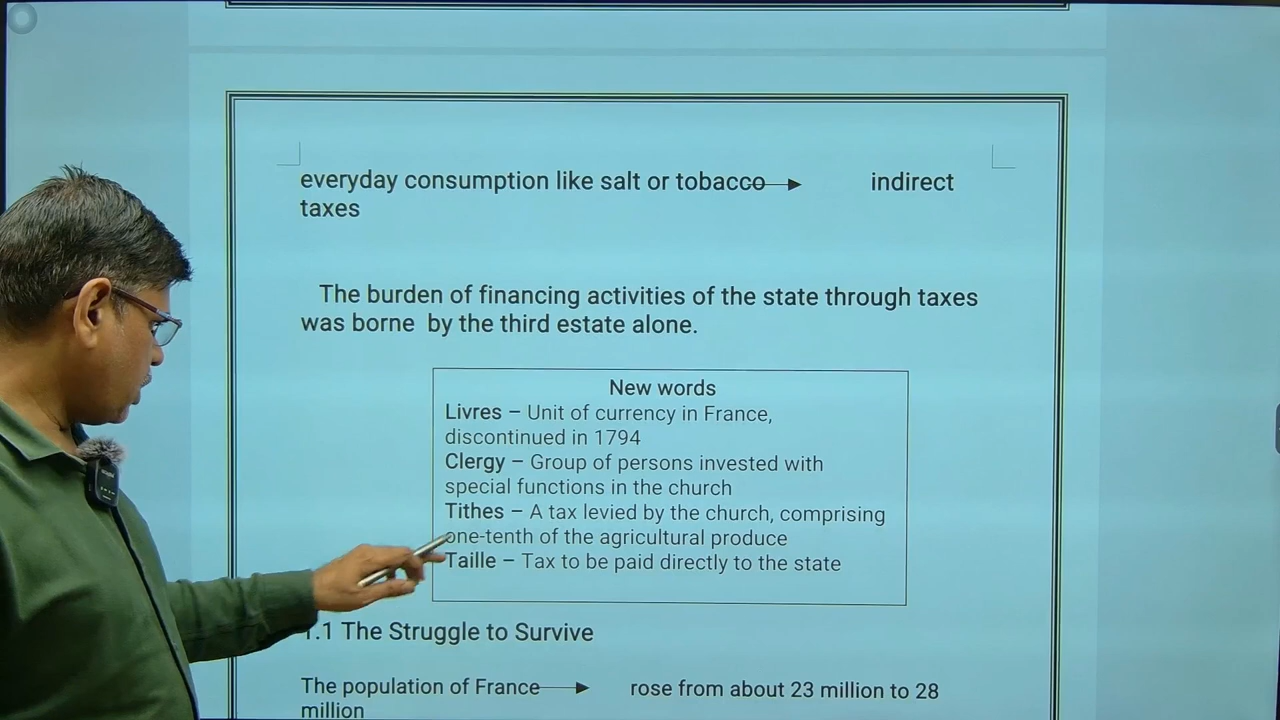 everyday consumption like salt or tobacco indirect
taxes
The burden of financing activities of the state through taxes
was borne by the third estate alone.
New words
Livres – Unit of currency in France,
discontinued in 1794
Clergy – Group of persons invested with
special functions in the church
Tithes – A tax levied by the church, comprising
one-tenth of the agricultural produce
Taille – Tax to be paid directly to the state
1.1 The Struggle to Survive
The population of France rose from about 23 million to 28
million